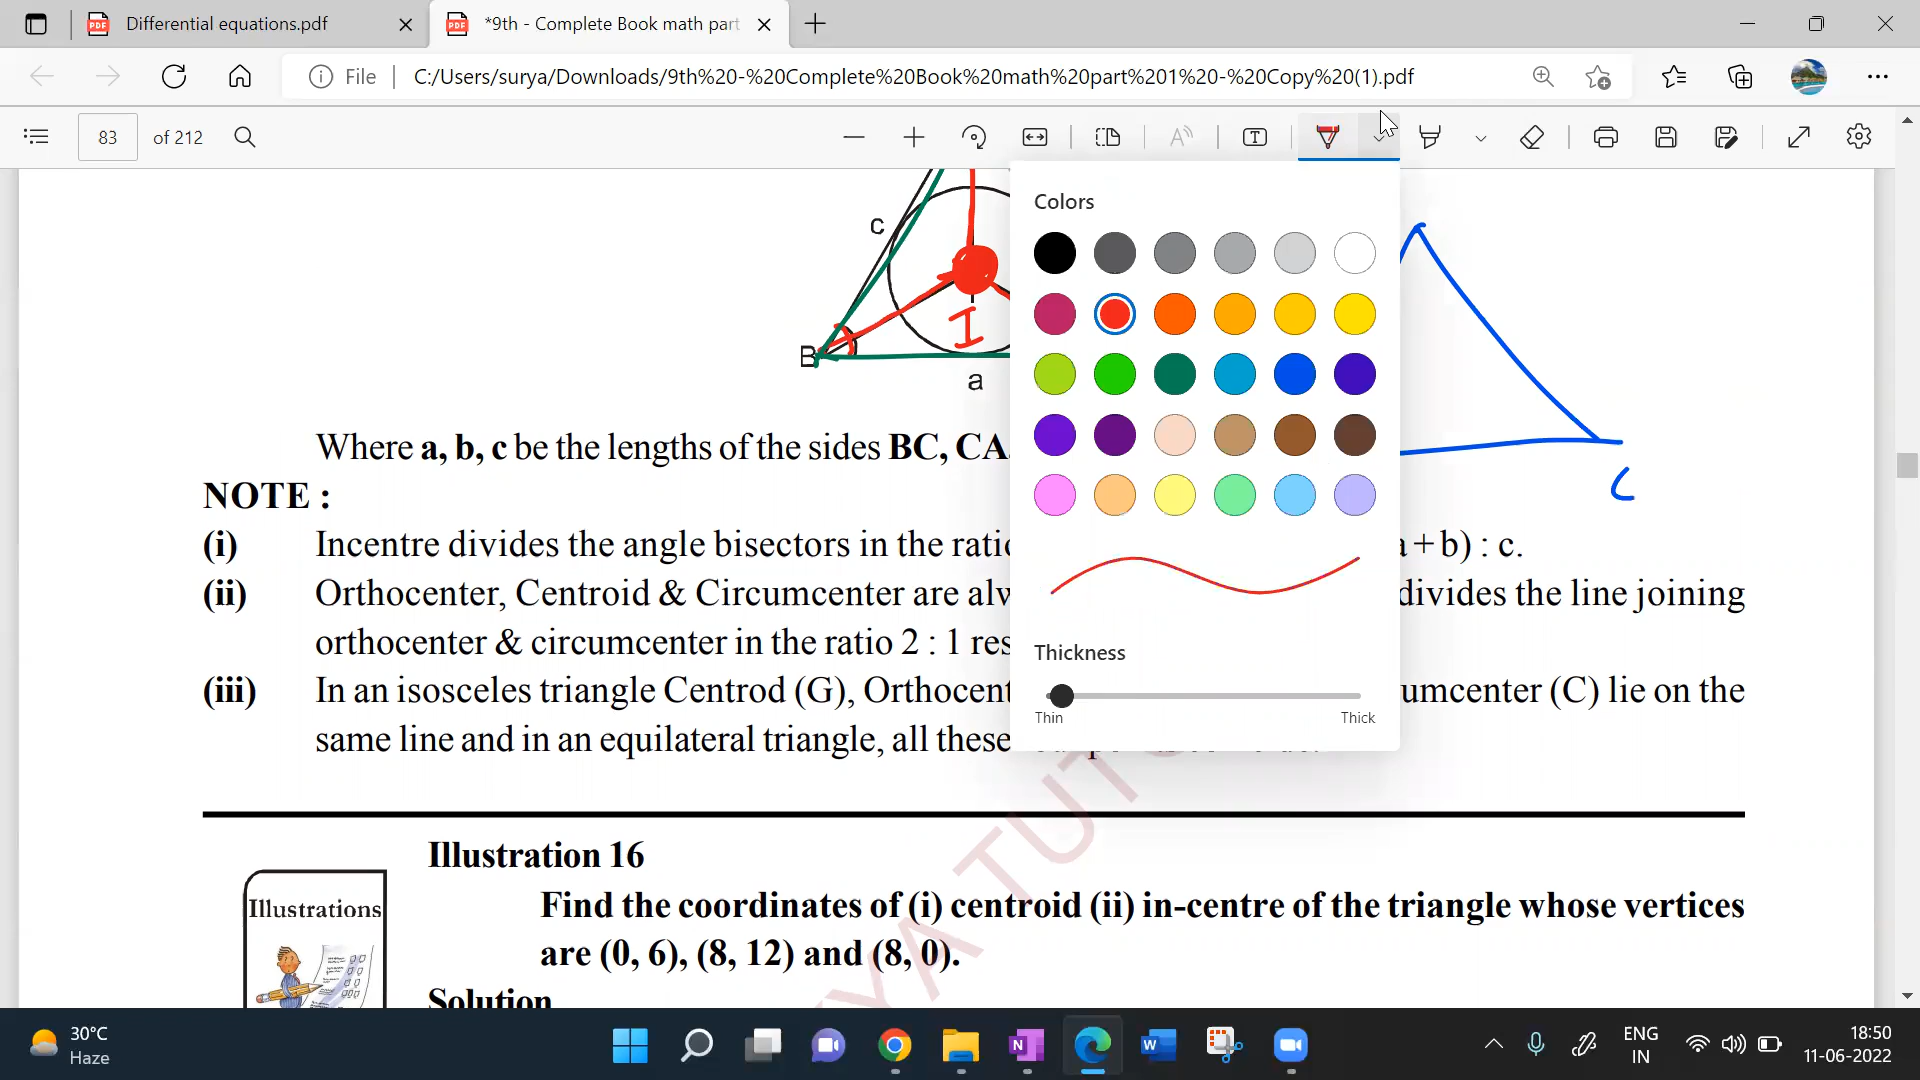 Differential equations.pdf
*9th - Complete Book math part
File
C:/Users/surya/Downloads/9th%20-%20Complete%20Book%20math%20part%201%20-%20Copy%20(1).pdf
83 of 212
Colors
c
I
B
a
C
Where a, b, c be the lengths of the sides BC, CA
NOTE :
(i) Incentre divides the angle bisectors in the ratio a + b) : c.
(ii) Orthocenter, Centroid & Circumcenter are alw divides the line joining
orthocenter & circumcenter in the ratio 2 : 1 res
(iii) In an isosceles triangle Centrod (G), Orthocent umcenter (C) lie on the
same line and in an equilateral triangle, all these
Thickness
Thin Thick
Illustration 16
Illustrations
Find the coordinates of (i) centroid (ii) in-centre of the triangle whose vertices
are (0, 6), (8, 12) and (8, 0).
Solution
30°C
Haze
ENG
IN
18:50
11-06-2022